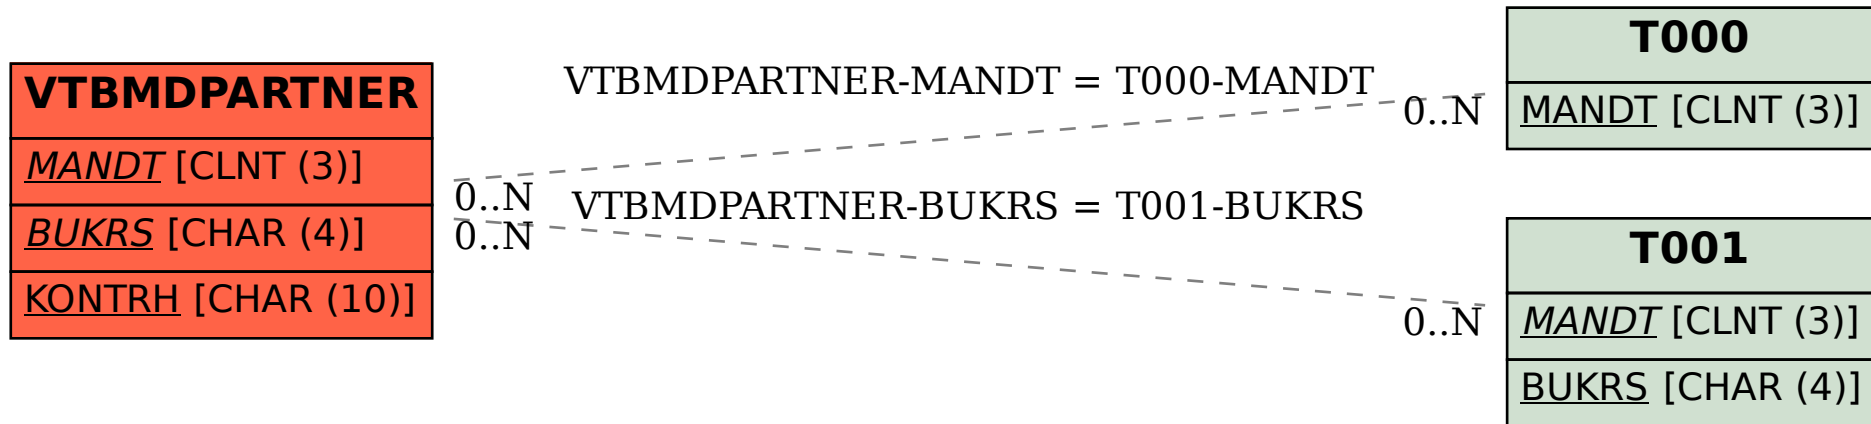 VTBMDPARTNER
MANDT [CLNT (3)]
BUKRS [CHAR (4)]
KONTRH [CHAR (10)]
VTBMDPARTNER-MANDT = T000-MANDT
0..N
0..N
VTBMDPARTNER-BUKRS = T001-BUKRS
0..N
0..N
T000
MANDT [CLNT (3)]
T001
MANDT [CLNT (3)]
BUKRS [CHAR (4)]